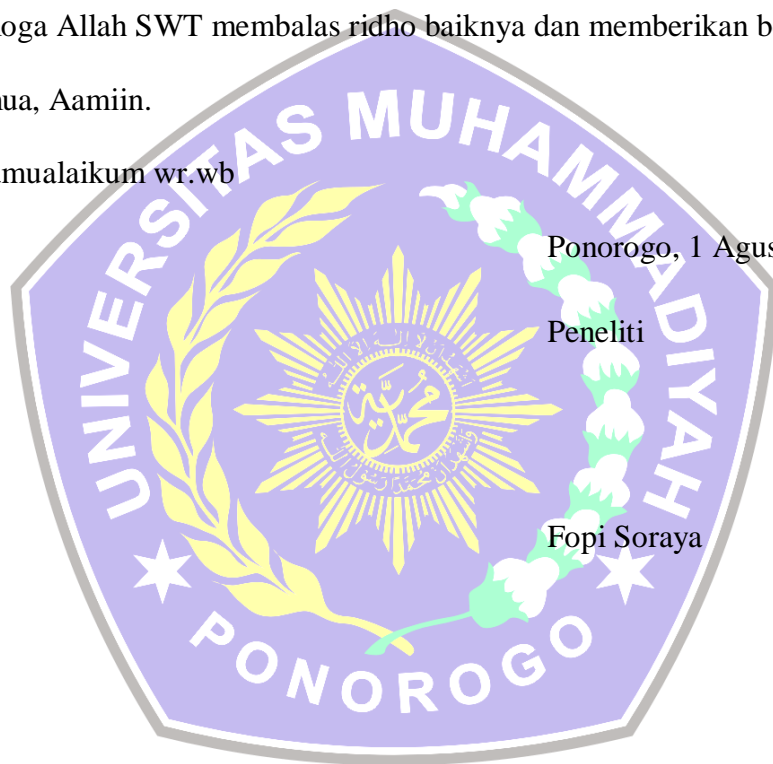 oga Allah SWT membalas ridho baiknya dan memberikan b
ua, Aamiin.
mualaikum wr.wb
Ponorogo, 1 Agus
Peneliti
Fopi Soraya
UNIVERSITAS MUHAMMADIYAH
PONOROGO
محمدية